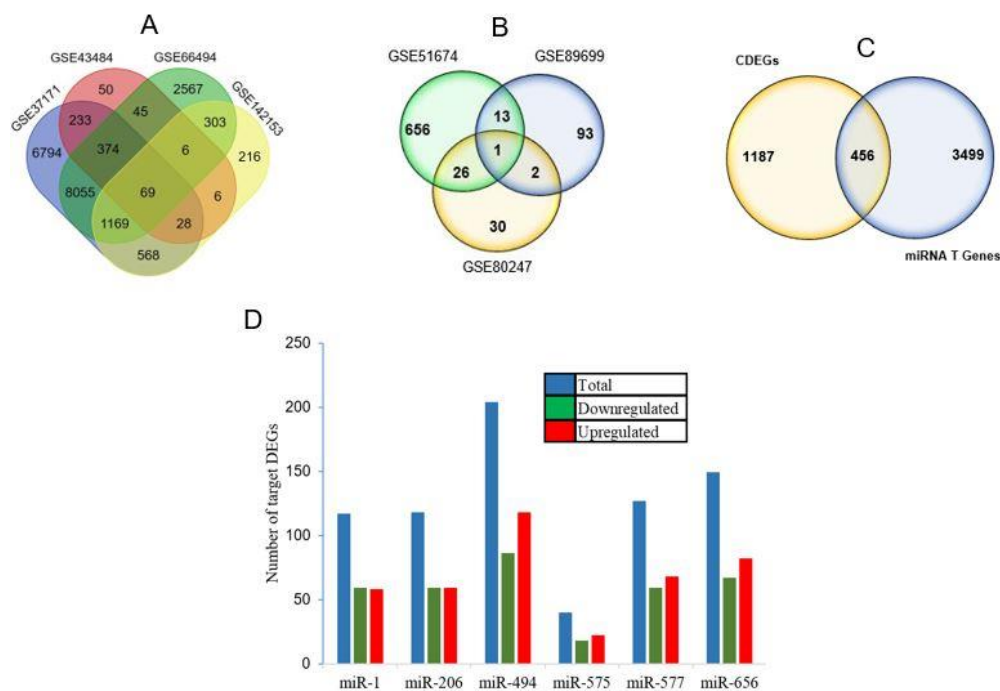 A
GSE43484
GSE66494
GSE37171
GSE142153
50
2567
233
45
303
6794
374
6
216
8055
69
6
1169
28
568
B
GSE51674
GSE89699
656
13
93
1
26
2
30
GSE80247
C
CDEGs
1187
456
3499
miRNA T Genes
D
Number of target DEGs
250
200
150
100
50
0
Total
Downregulated
Upregulated
miR-1 miR-206 miR-494 miR-575 miR-577 miR-656